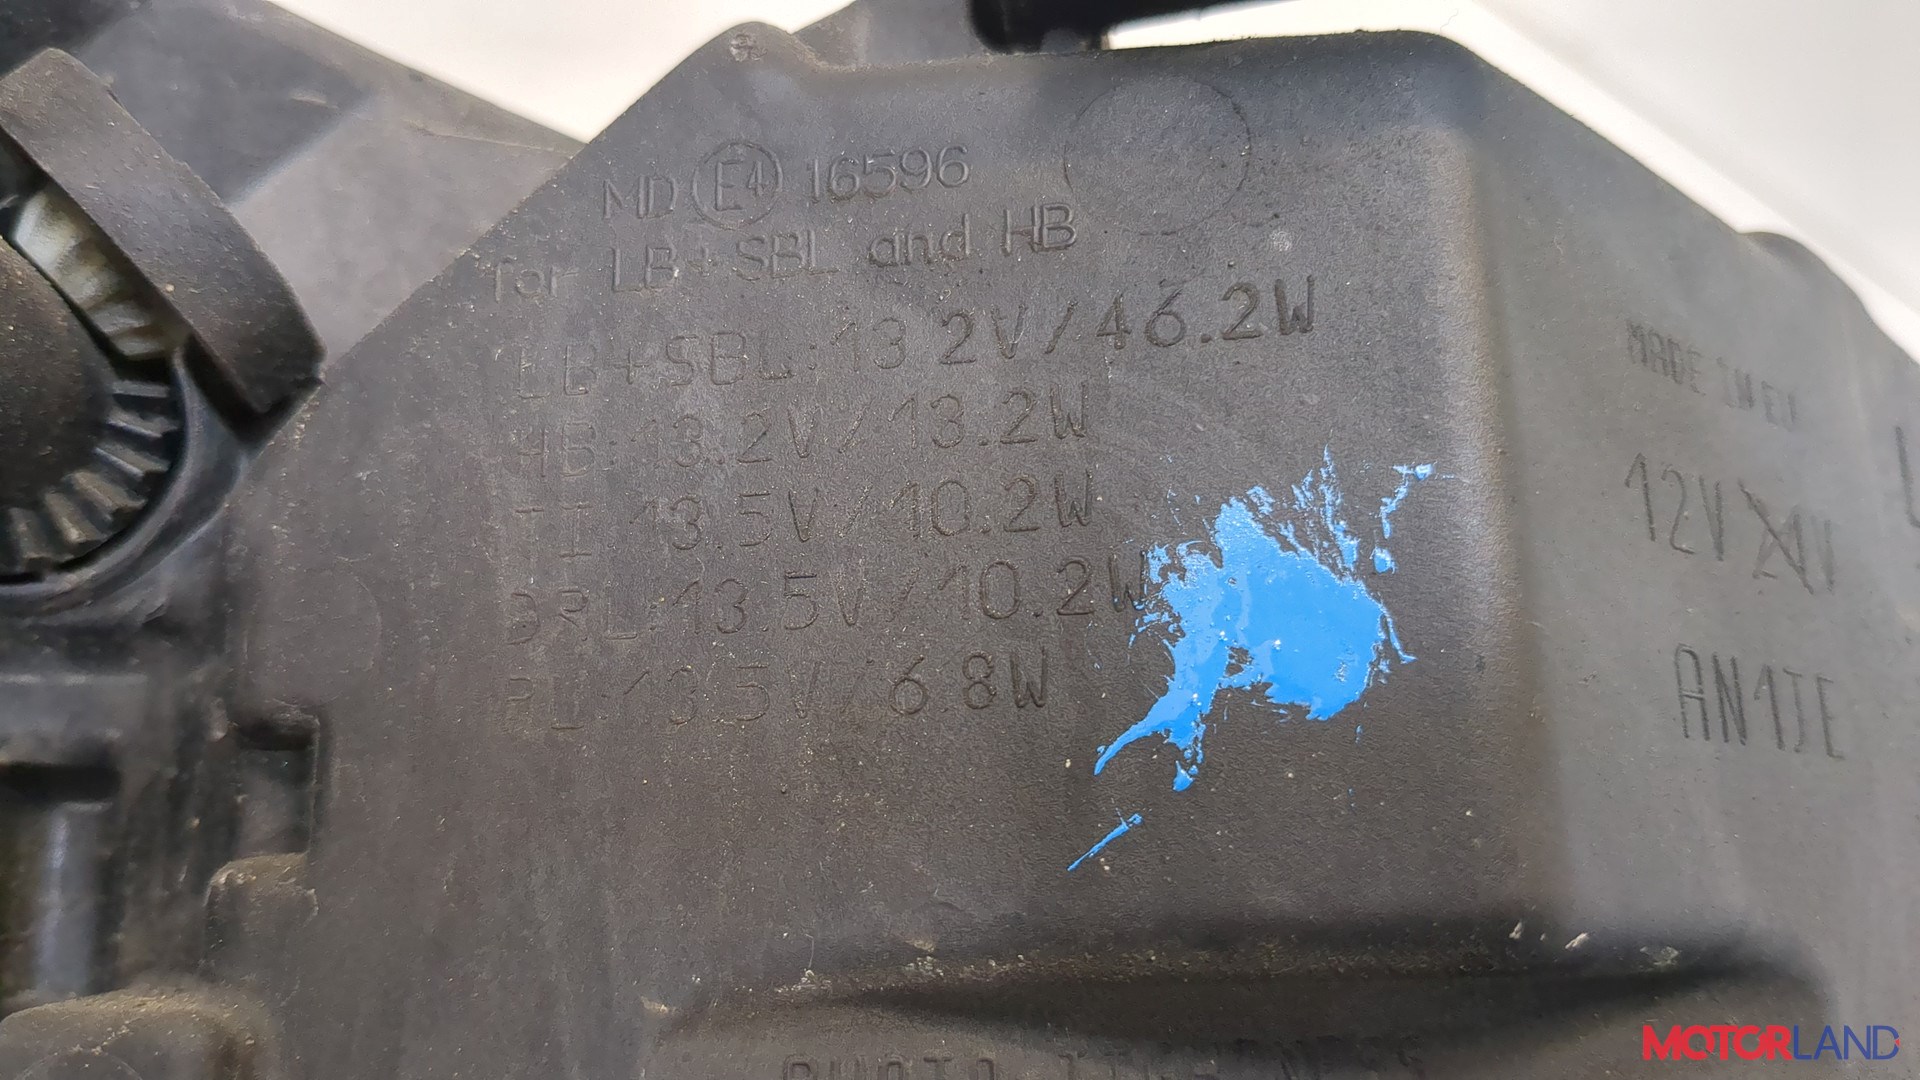 MD E4 16596
for LB+SBL and HB
LB+SBL:13.2V/46.2W
HB:13.2V/13.2W
TI:13.5V/10.2W
DRL:13.5V/10.2W
PL:13.5V/6.8W
MADE IN
12V 24V
AN1TE
MOTORLAND